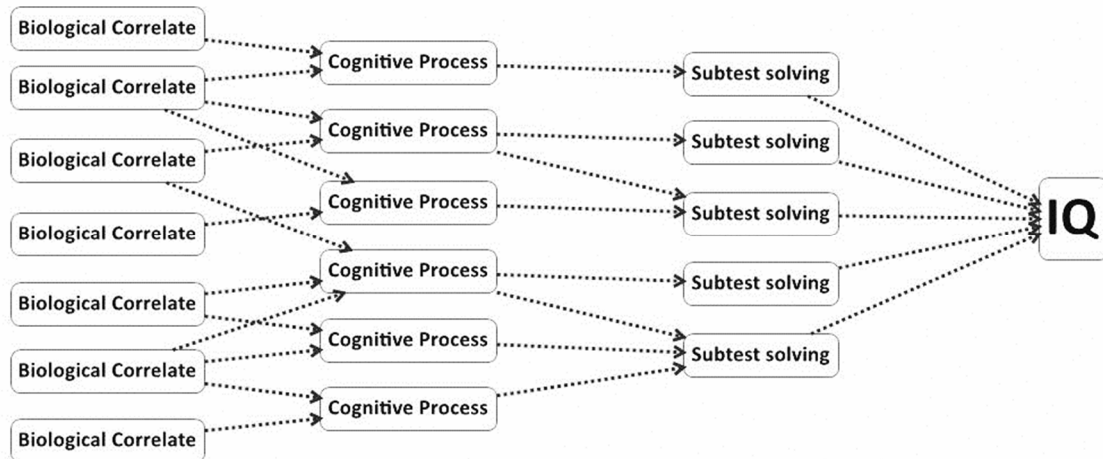 Biological Correlate
Biological Correlate
Biological Correlate
Biological Correlate
Biological Correlate
Biological Correlate
Biological Correlate
Cognitive Process
Cognitive Process
Cognitive Process
Cognitive Process
Cognitive Process
Cognitive Process
Subtest solving
Subtest solving
Subtest solving
Subtest solving
Subtest solving
IQ